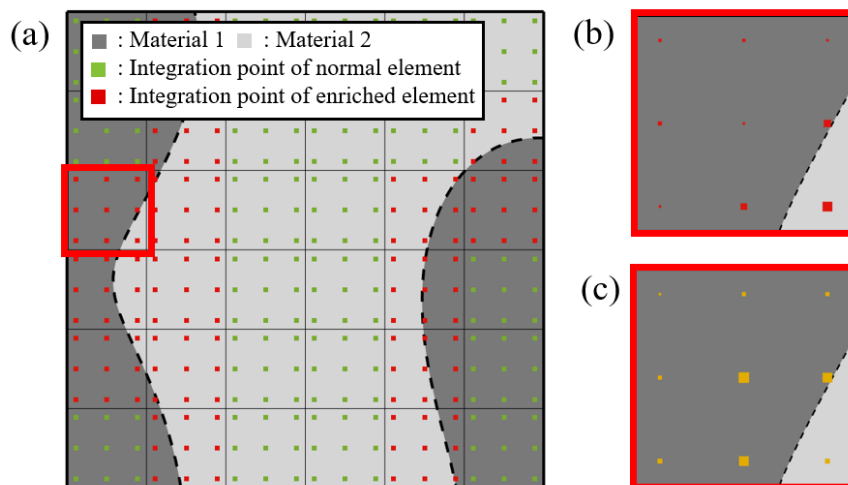 (a)
: Material 1 : Material 2
: Integration point of normal element
: Integration point of enriched element
(b)
(c)